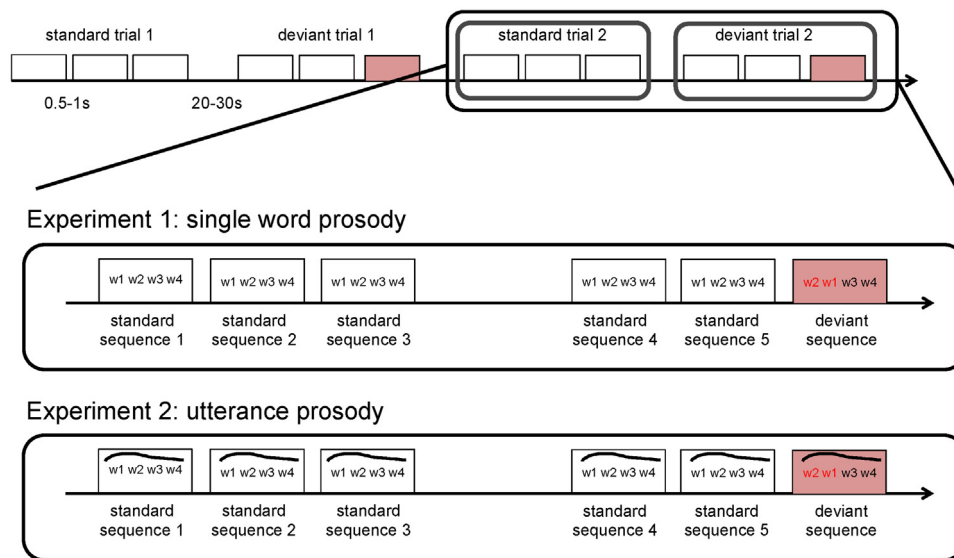 standard trial 1 deviant trial 1 standard trial 2 deviant trial 2
0.5-1s 20-30s
Experiment 1: single word prosody
w1 w2 w3 w4 w1 w2 w3 w4 w1 w2 w3 w4 w1 w2 w3 w4 w1 w2 w3 w4 w2 w1 w3 w4
standard standard standard standard standard deviant
sequence 1 sequence 2 sequence 3 sequence 4 sequence 5 sequence
Experiment 2: utterance prosody
w1 w2 w3 w4 w1 w2 w3 w4 w1 w2 w3 w4 w1 w2 w3 w4 w1 w2 w3 w4 w2 w1 w3 w4
standard standard standard standard standard deviant
sequence 1 sequence 2 sequence 3 sequence 4 sequence 5 sequence